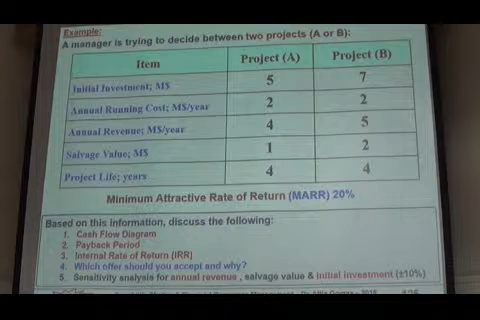 Example:
A manager is trying to decide between two projects (A or B):
Item Project (A) Project (B)
Initial Investment; M$ 5 7
Annual Running Cost; M$/year 2 2
Annual Revenue; M$/year 4 5
Salvage Value; M$ 1 2
Project Life; years 4 4
Minimum Attractive Rate of Return (MARR) 20%
Based on this information, discuss the following:
1. Cash Flow Diagram
2. Payback Period
3. Internal Rate of Return (IRR)
4. Which offer should you accept and why?
5. Sensitivity analysis for annual revenue , salvage value & initial investment (±10%)